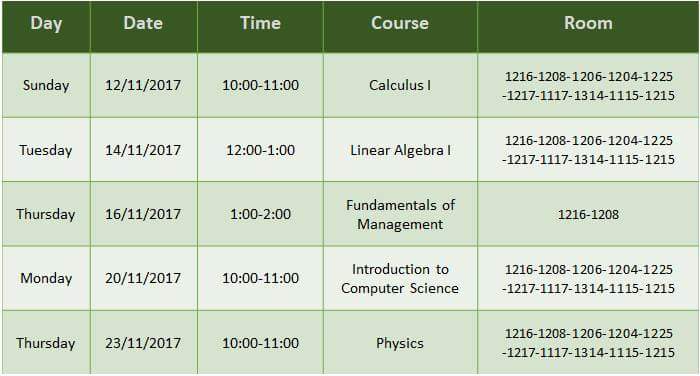 Day Date Time Course Room
Sunday 12/11/2017 10:00-11:00 Calculus I 1216-1208-1206-1204-1225
-1217-1117-1314-1115-1215
Tuesday 14/11/2017 12:00-1:00 Linear Algebra I 1216-1208-1206-1204-1225
-1217-1117-1314-1115-1215
Thursday 16/11/2017 1:00-2:00 Fundamentals of
Management 1216-1208
Monday 20/11/2017 10:00-11:00 Introduction to
Computer Science 1216-1208-1206-1204-1225
-1217-1117-1314-1115-1215
Thursday 23/11/2017 10:00-11:00 Physics 1216-1208-1206-1204-1225
-1217-1117-1314-1115-1215